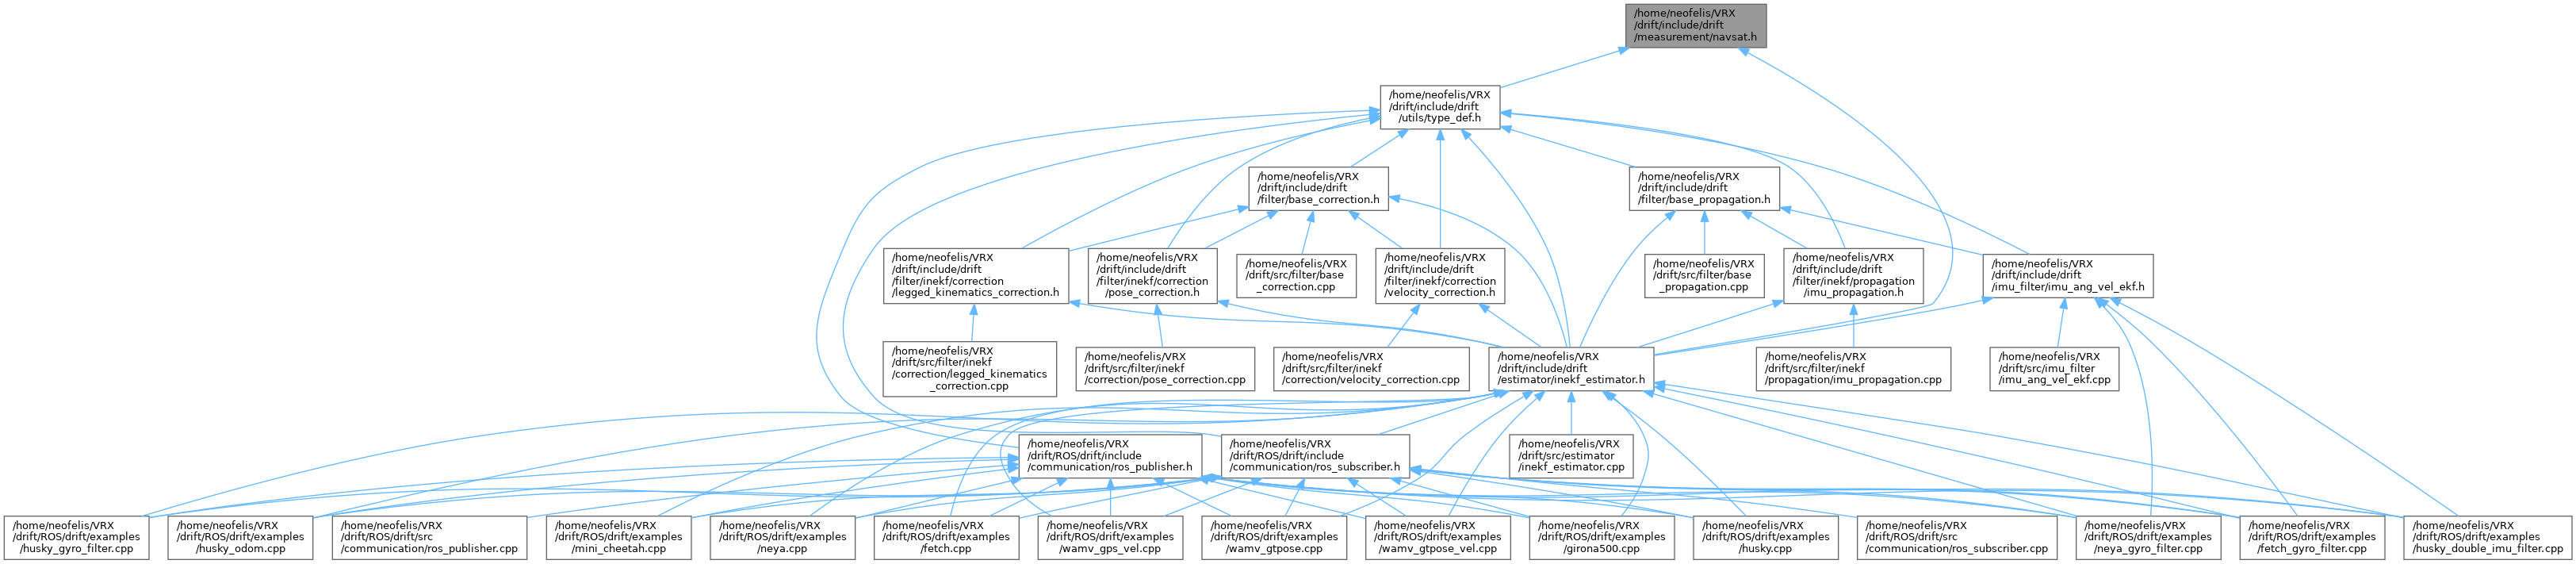 /home/neofelis/VRX
/drift/include/drift
/measurement/navsat.h
/home/neofelis/VRX
/drift/include/drift
/utils/type_def.h
/home/neofelis/VRX
/drift/include/drift
/filter/base_correction.h
/home/neofelis/VRX
/drift/include/drift
/filter/base_propagation.h
/home/neofelis/VRX
/drift/include/drift
/filter/inekf/correction
/legged_kinematics_correction.h
/home/neofelis/VRX
/drift/include/drift
/filter/inekf/correction
/pose_correction.h
/home/neofelis/VRX
/drift/src/filter/base
_correction.cpp
/home/neofelis/VRX
/drift/include/drift
/filter/inekf/correction
/velocity_correction.h
/home/neofelis/VRX
/drift/src/filter/base
_propagation.cpp
/home/neofelis/VRX
/drift/include/drift
/filter/inekf/propagation
/imu_propagation.h
/home/neofelis/VRX
/drift/include/drift
/imu_filter/imu_ang_vel_ekf.h
/home/neofelis/VRX
/drift/src/filter/inekf
/correction/legged_kinematics
_correction.cpp
/home/neofelis/VRX
/drift/src/filter/inekf
/correction/pose_correction.cpp
/home/neofelis/VRX
/drift/src/filter/inekf
/correction/velocity_correction.cpp
/home/neofelis/VRX
/drift/include/drift
/estimator/inekf_estimator.h
/home/neofelis/VRX
/drift/src/filter/inekf
/propagation/imu_propagation.cpp
/home/neofelis/VRX
/drift/src/imu_filter
/imu_ang_vel_ekf.cpp
/home/neofelis/VRX
/drift/ROS/drift/include
/communication/ros_publisher.h
/home/neofelis/VRX
/drift/ROS/drift/include
/communication/ros_subscriber.h
/home/neofelis/VRX
/drift/src/estimator
/inekf_estimator.cpp
/home/neofelis/VRX
/drift/ROS/drift/examples
/husky_gyro_filter.cpp
/home/neofelis/VRX
/drift/ROS/drift/examples
/husky_odom.cpp
/home/neofelis/VRX
/drift/ROS/drift/src
/communication/ros_publisher.cpp
/home/neofelis/VRX
/drift/ROS/drift/examples
/mini_cheetah.cpp
/home/neofelis/VRX
/drift/ROS/drift/examples
/neya.cpp
/home/neofelis/VRX
/drift/ROS/drift/examples
/fetch.cpp
/home/neofelis/VRX
/drift/ROS/drift/examples
/wamv_gps_vel.cpp
/home/neofelis/VRX
/drift/ROS/drift/examples
/wamv_gtpose.cpp
/home/neofelis/VRX
/drift/ROS/drift/examples
/wamv_gtpose_vel.cpp
/home/neofelis/VRX
/drift/ROS/drift/examples
/girona500.cpp
/home/neofelis/VRX
/drift/ROS/drift/examples
/husky.cpp
/home/neofelis/VRX
/drift/ROS/drift/src
/communication/ros_subscriber.cpp
/home/neofelis/VRX
/drift/ROS/drift/examples
/neya_gyro_filter.cpp
/home/neofelis/VRX
/drift/ROS/drift/examples
/fetch_gyro_filter.cpp
/home/neofelis/VRX
/drift/ROS/drift/examples
/husky_double_imu_filter.cpp